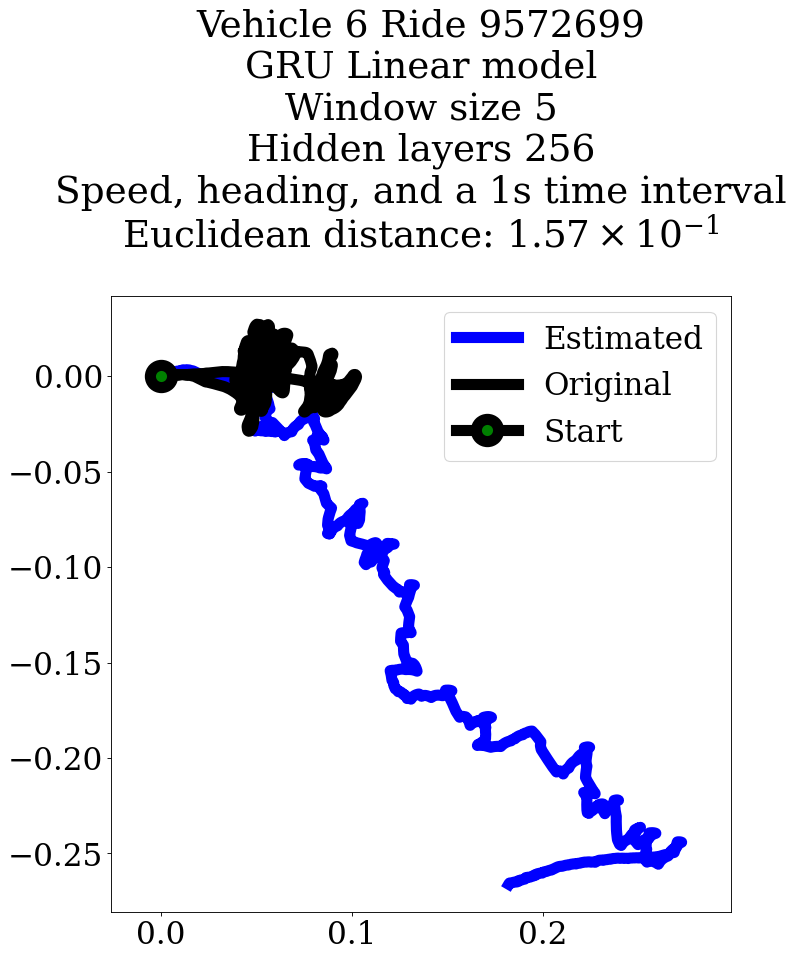 Vehicle 6 Ride 9572699
GRU Linear model
Window size 5
Hidden layers 256
Speed, heading, and a 1s time interval
Euclidean distance: 1.57 × 10⁻¹
Estimated
Original
Start
0.00
−0.05
−0.10
−0.15
−0.20
−0.25
0.0 0.1 0.2